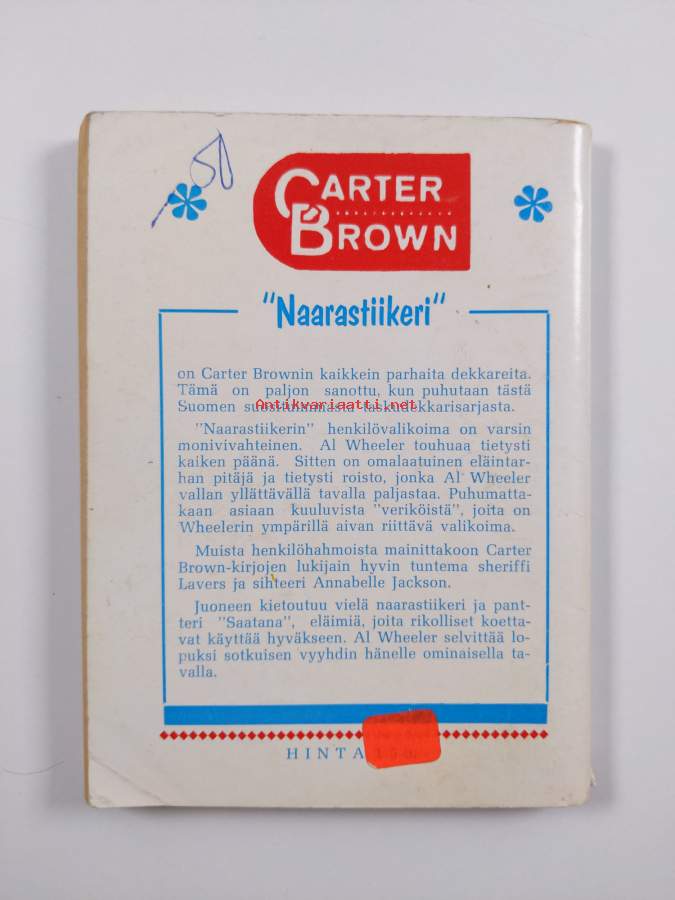 50
CARTER
BROWN
"Naarastiikeri"
on Carter Brownin kaikkein parhaita dekkareita.
Tämä on paljon sanottu, kun puhutaan tästä
Antikvariaatti.net
Suomen suosituimmasta taskudekkarisarjasta.
"Naarastiikerin" henkilövalikoima on varsin
monivivahteinen. Al Wheeler touhuaa tietysti
kaiken päänä. Sitten on omalaatuinen eläintar-
han pitäjä ja tietysti roisto, jonka Al Wheeler
vallan yllättävällä tavalla paljastaa. Puhumatta-
kaan asiaan kuuluvista "veriköistä", joita on
Wheelerin ympärillä aivan riittävä valikoima.
Muista henkilöhahmoista mainittakoon Carter
Brown-kirjojen lukijain hyvin tuntema sheriffi
Lavers ja sihteeri Annabelle Jackson.
Juoneen kietoutuu vielä naarastiikeri ja pant-
teri "Saatana", eläimiä, joita rikolliset koetta-
vat käyttää hyväkseen. Al Wheeler selvittää lo-
puksi sotkuisen vyyhdin hänelle ominaisella ta-
valla.
HINTA